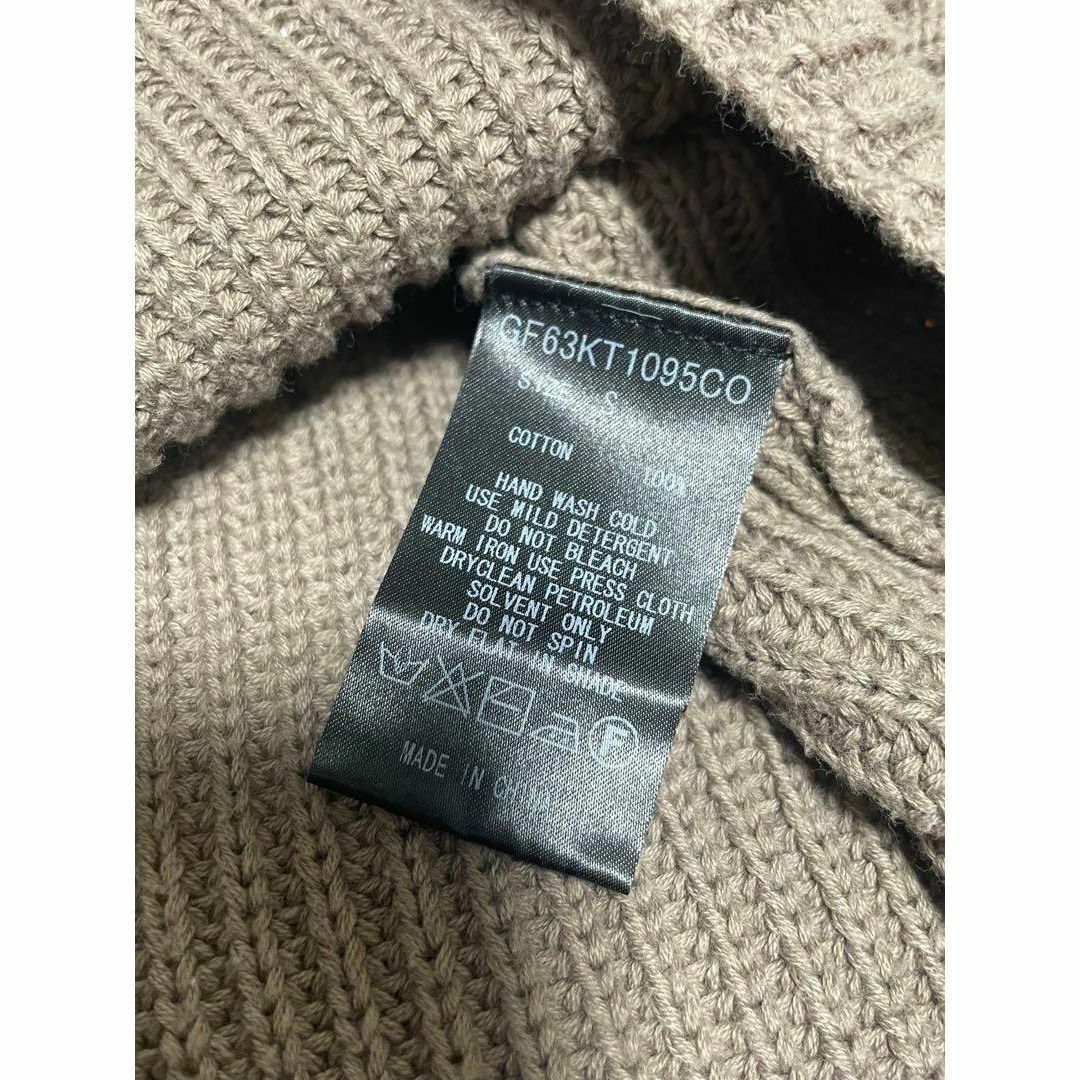 GF63KT1095CO
SIZE S
COTTON 100%
HAND WASH COLD
USE MILD DETERGENT
DO NOT BLEACH
WARM IRON USE PRESS CLOTH
DRYCLEAN PETROLEUM
SOLVENT ONLY
DO NOT SPIN
DRY FLAT IN SHADE
F
MADE IN CHINA